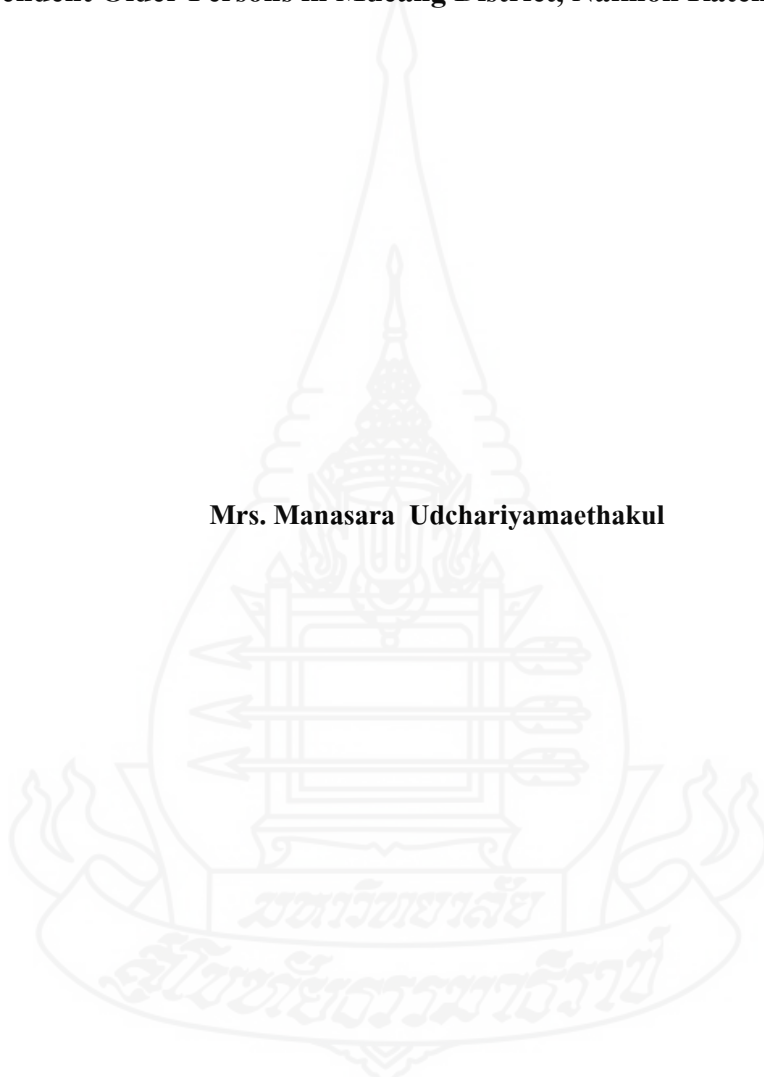 Older Persons in Mueang District, Nakhon
Mrs. Manasara Udchariyamaethakul
มหาวิทยาลัย
สุโขทัยธรรมาธิราช